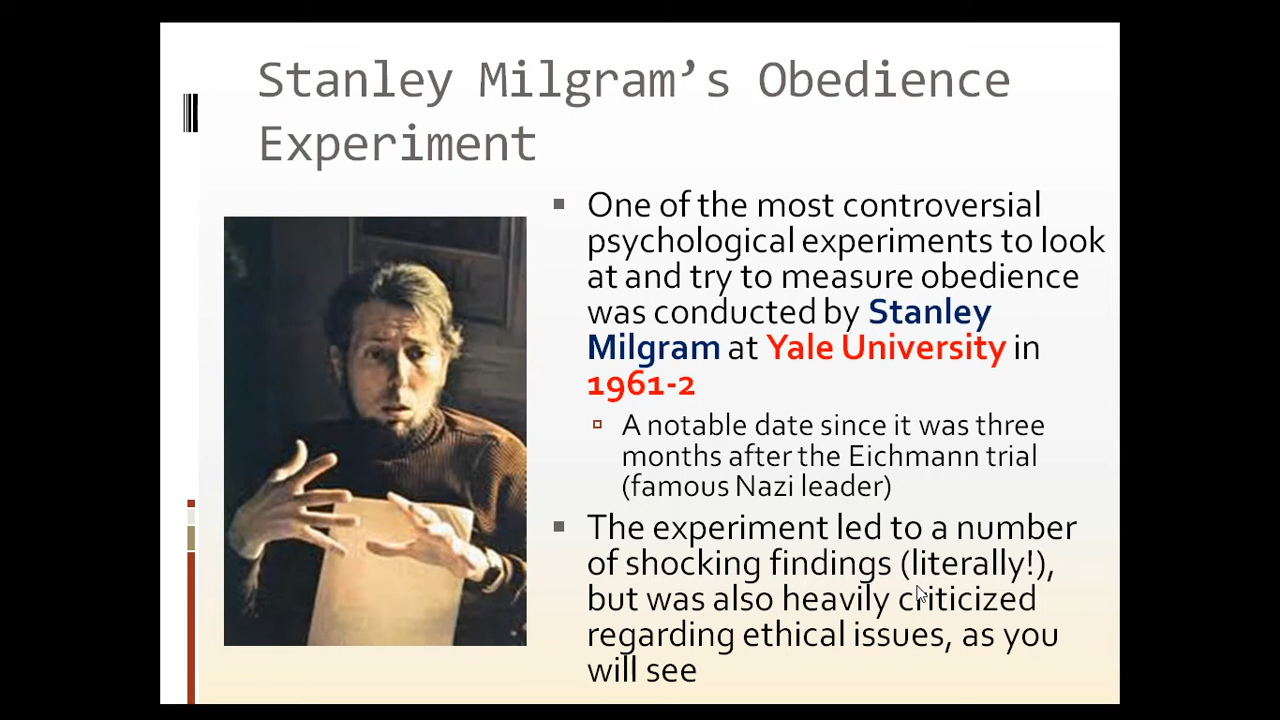 Stanley Milgram’s Obedience
Experiment
One of the most controversial
psychological experiments to look
at and try to measure obedience
was conducted by Stanley
Milgram at Yale University in
1961-2
A notable date since it was three
months after the Eichmann trial
(famous Nazi leader)
The experiment led to a number
of shocking findings (literally!),
but was also heavily criticized
regarding ethical issues, as you
will see